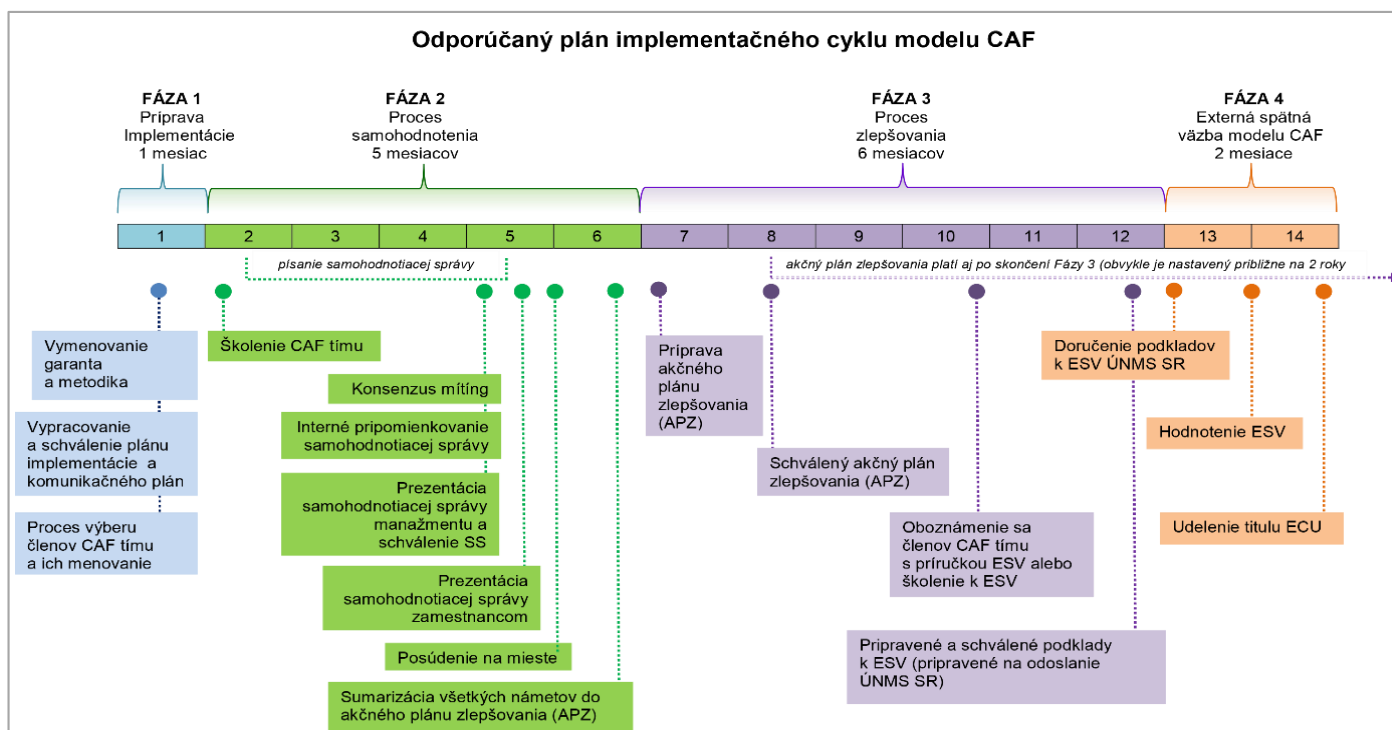 Odporúčaný plán implementačného cyklu modelu CAF
FÁZA 1
Príprava
Implementácie
1 mesiac
FÁZA 2
Proces
samohodnotenia
5 mesiacov
FÁZA 3
Proces
zlepšovania
6 mesiacov
FÁZA 4
Externá spätná
väzba modelu CAF
2 mesiace
1 2 3 4 5 6 7 8 9 10 11 12 13 14
písanie samohodnotiacej správy
akčný plán zlepšovania platí aj po skončení Fázy 3 (obvykle je nastavený približne na 2 roky
Vymenovanie
garanta
a metodika
Vypracovanie
a schválenie plánu
implementácie a
komunikačného plán
Proces výberu
členov CAF tímu
a ich menovanie
Školenie CAF tímu
Konsenzus mítíng
Interné pripomienkovanie
samohodnotiacej správy
Prezentácia
samohodnotiacej správy
manažmentu a
schválenie SS
Prezentácia
samohodnotiacej správy
zamestnancom
Posúdenie na mieste
Sumarizácia všetkých námetov do
akčného plánu zlepšovania (APZ)
Príprava
akčného
plánu
zlepšovania
(APZ)
Schválený akčný plán
zlepšovania (APZ)
Oboznámenie sa
členov CAF tímu
s príručkou ESV alebo
školenie k ESV
Pripravené a schválené podklady
k ESV (pripravené na odoslanie
ÚNMS SR)
Doručenie podkladov
k ESV ÚNMS SR
Hodnotenie ESV
Udelenie titulu ECU